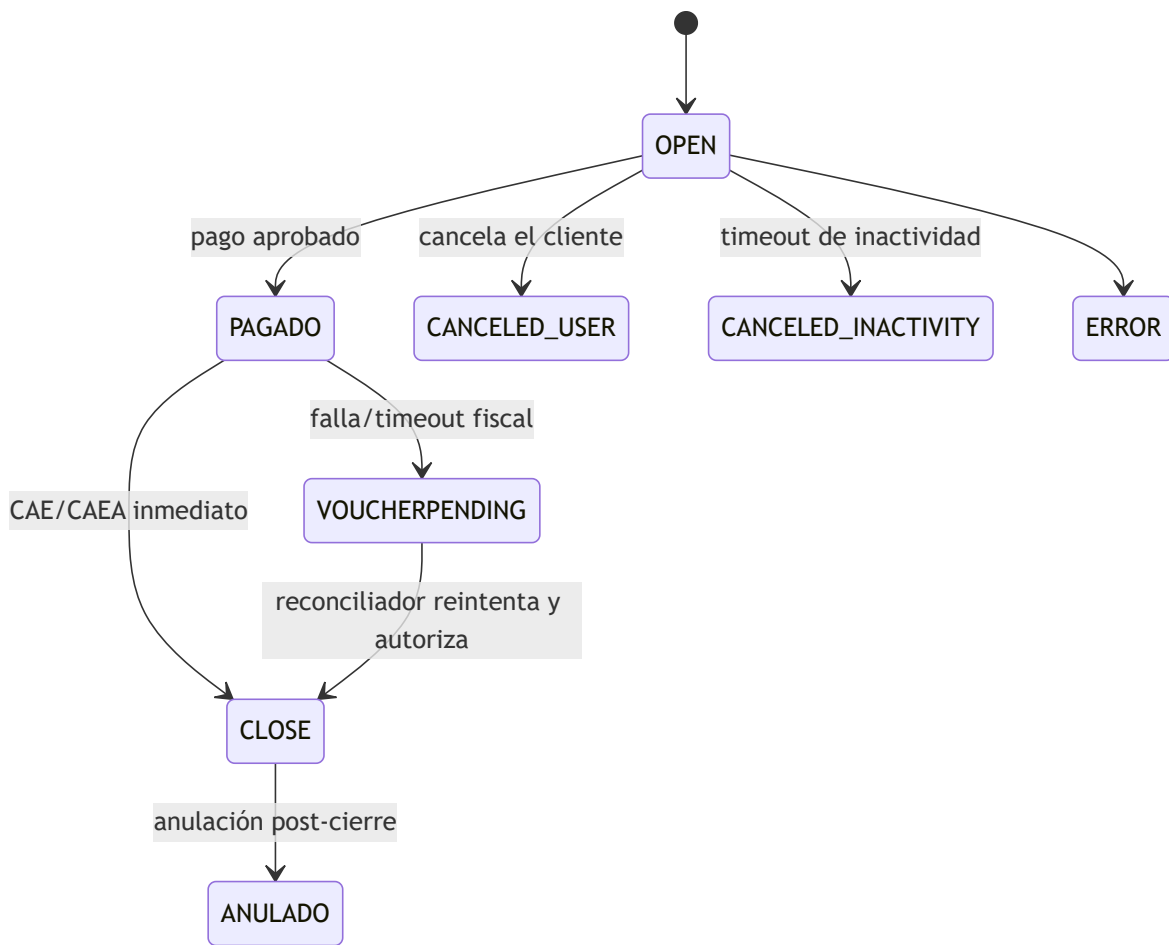 OPEN
pago aprobado
cancela el cliente
timeout de inactividad
PAGADO
CANCELED_USER
CANCELED_INACTIVITY
ERROR
falla/timeout fiscal
CAE/CAEA inmediato
VOUCHERPENDING
reconciliador reintenta y
autoriza
CLOSE
anulación post-cierre
ANULADO